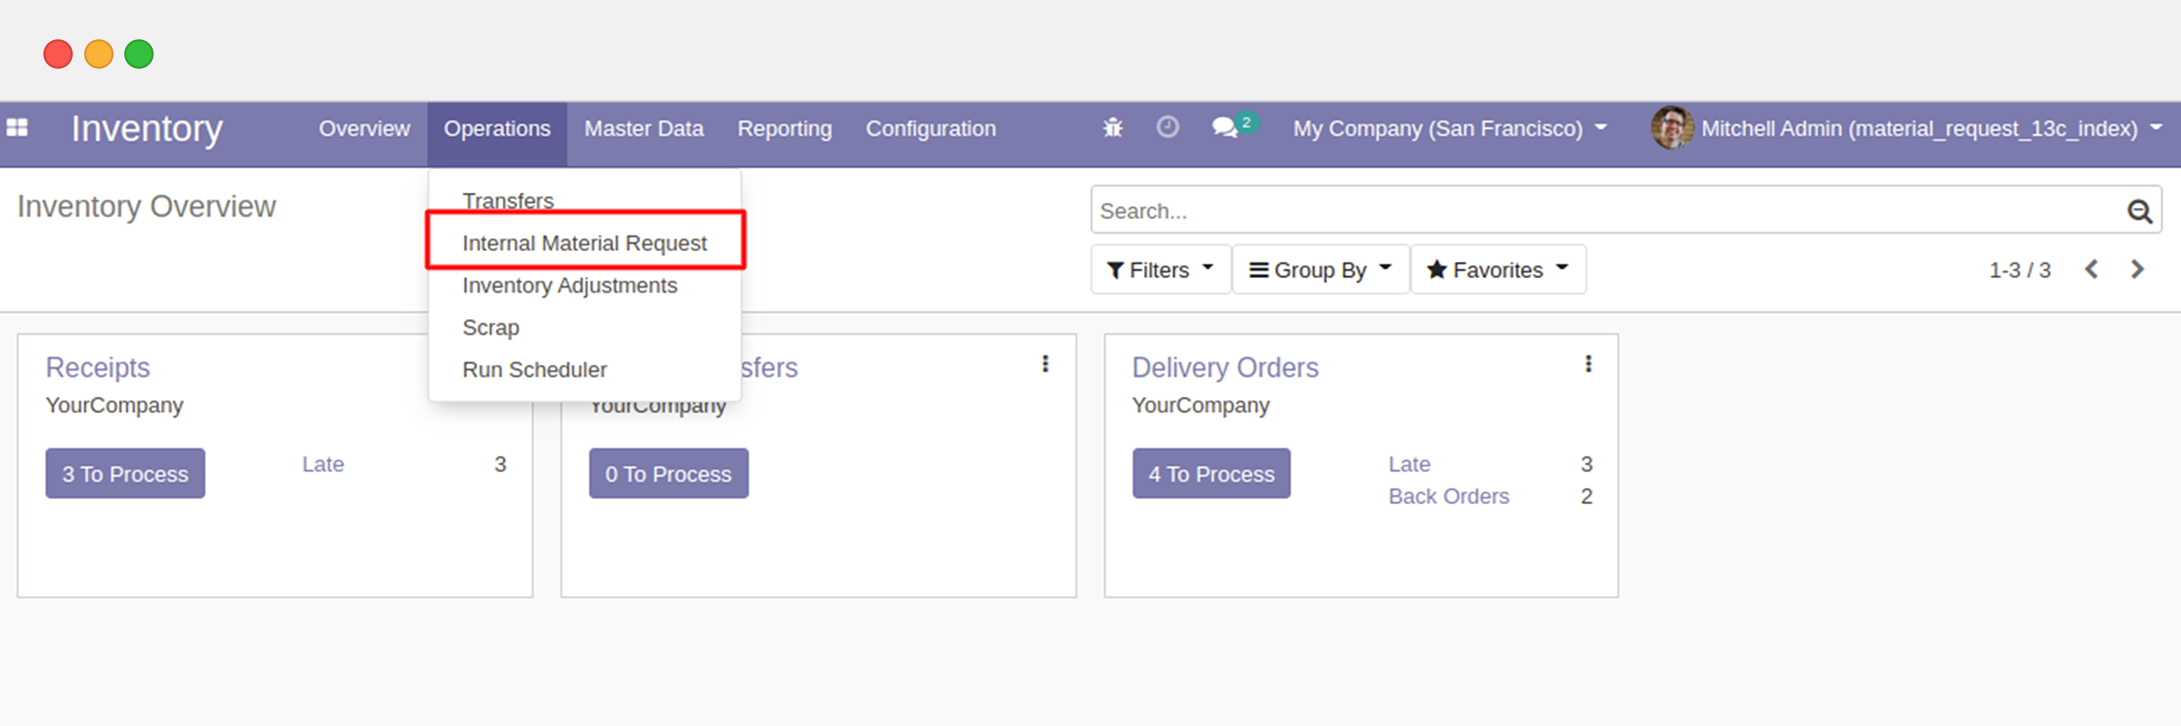 Inventory Overview Operations Master Data Reporting Configuration 2 My Company (San Francisco) Mitchell Admin (material_request_13c_index)
Inventory Overview
Transfers
Internal Material Request
Inventory Adjustments
Scrap
Run Scheduler
Search...
Filters Group By Favorites 1-3 / 3
Receipts
YourCompany
3 To Process Late 3
sfers
YourCompany
0 To Process
Delivery Orders
YourCompany
4 To Process Late 3
Back Orders 2